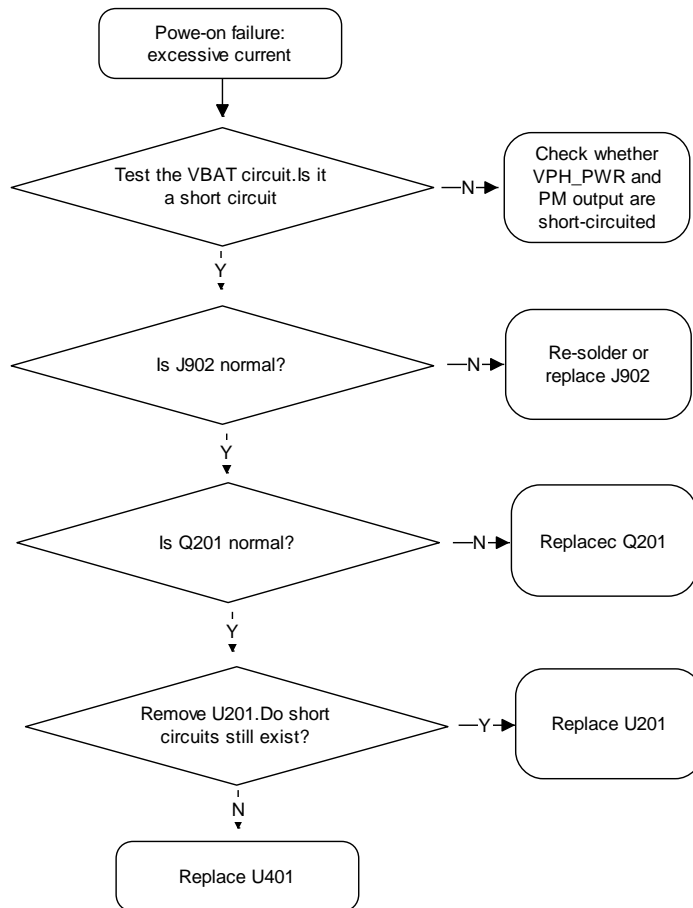 Powe-on failure:
excessive current
Test the VBAT circuit.Is it
a short circuit
N
Check whether
VPH_PWR and
PM output are
short-circuited
Y
Is J902 normal?
N
Re-solder or
replace J902
Y
Is Q201 normal?
N
Replacec Q201
Y
Remove U201.Do short
circuits still exist?
Y
Replace U201
N
Replace U401